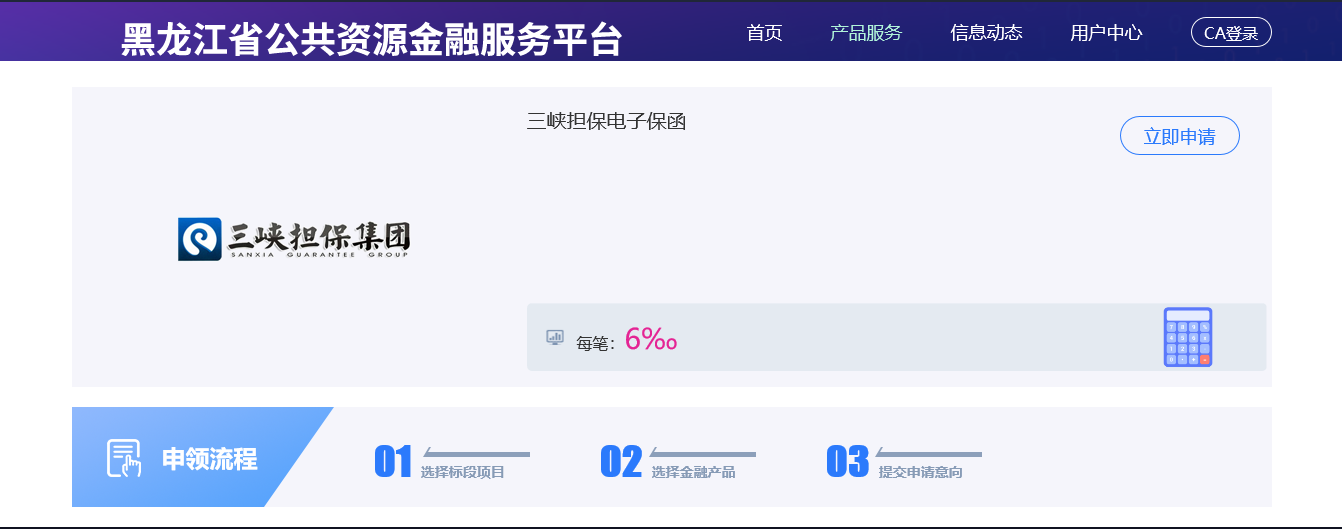 黑龙江省公共资源金融服务平台
首页 产品服务 信息动态 用户中心 CA登录
三峡担保电子保函
立即申请
三峡担保集团
SANXIA GUARANTEE GROUP
每笔：6‰
申领流程
01 选择标段项目
02 选择金融产品
03 提交申请意向